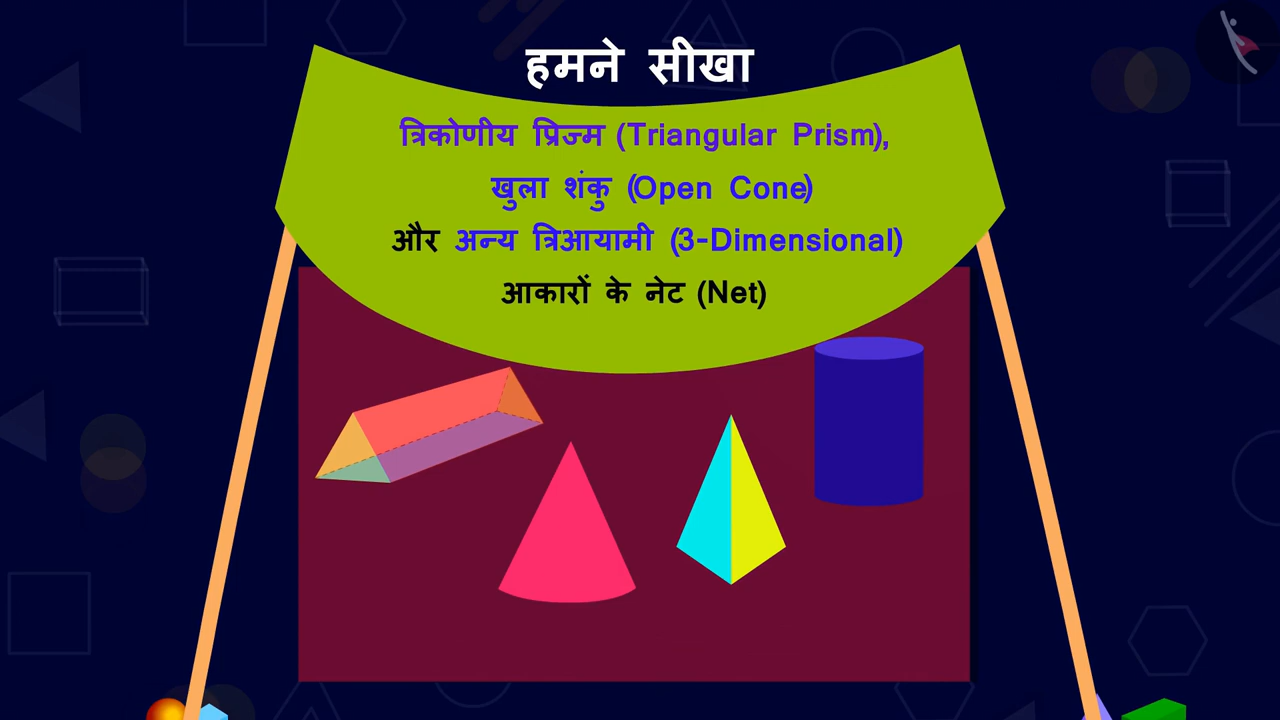 हमने सीखा
त्रिकोणीय प्रिज्म (Triangular Prism),
खुला शंकु (Open Cone)
और अन्य त्रिआयामी (3-Dimensional)
आकारों के नेट (Net)